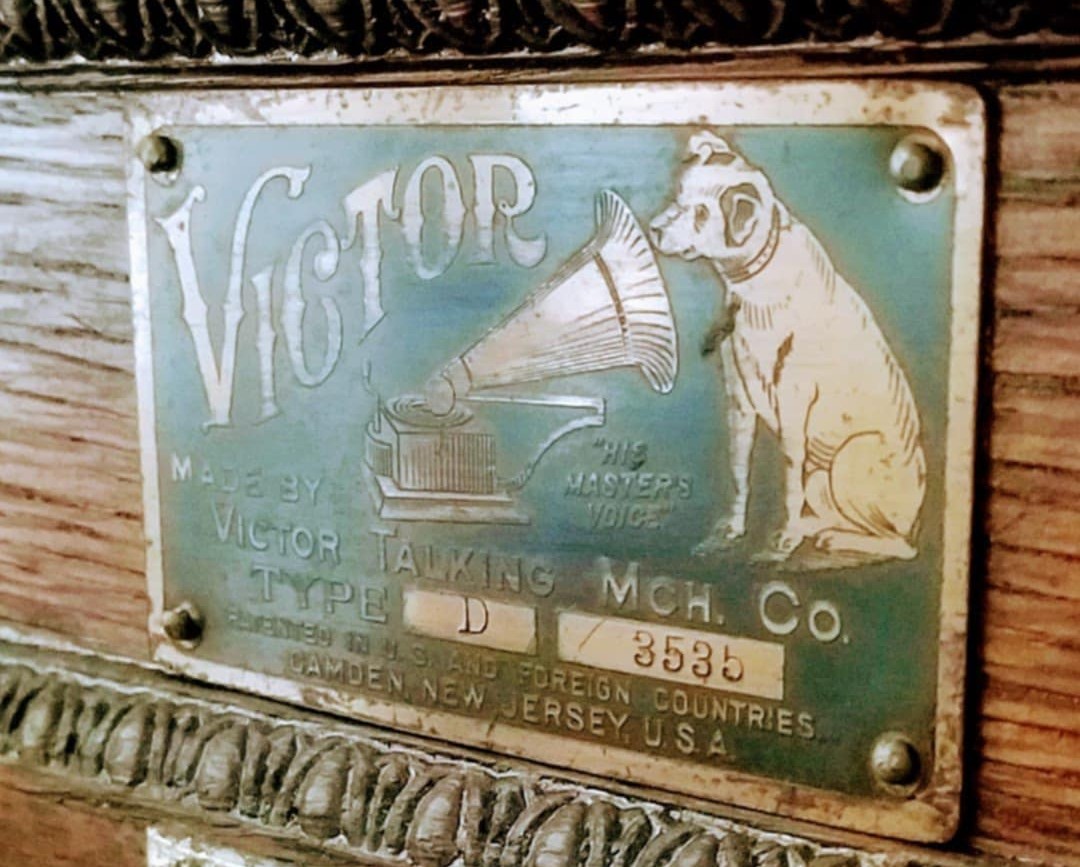 VICTOR
"HIS
MASTER'S
VOICE"
MADE BY
VICTOR TALKING MCH. CO.
TYPE D 3535
PATENTED IN U.S. AND FOREIGN COUNTRIES
CAMDEN, NEW JERSEY, U.S.A